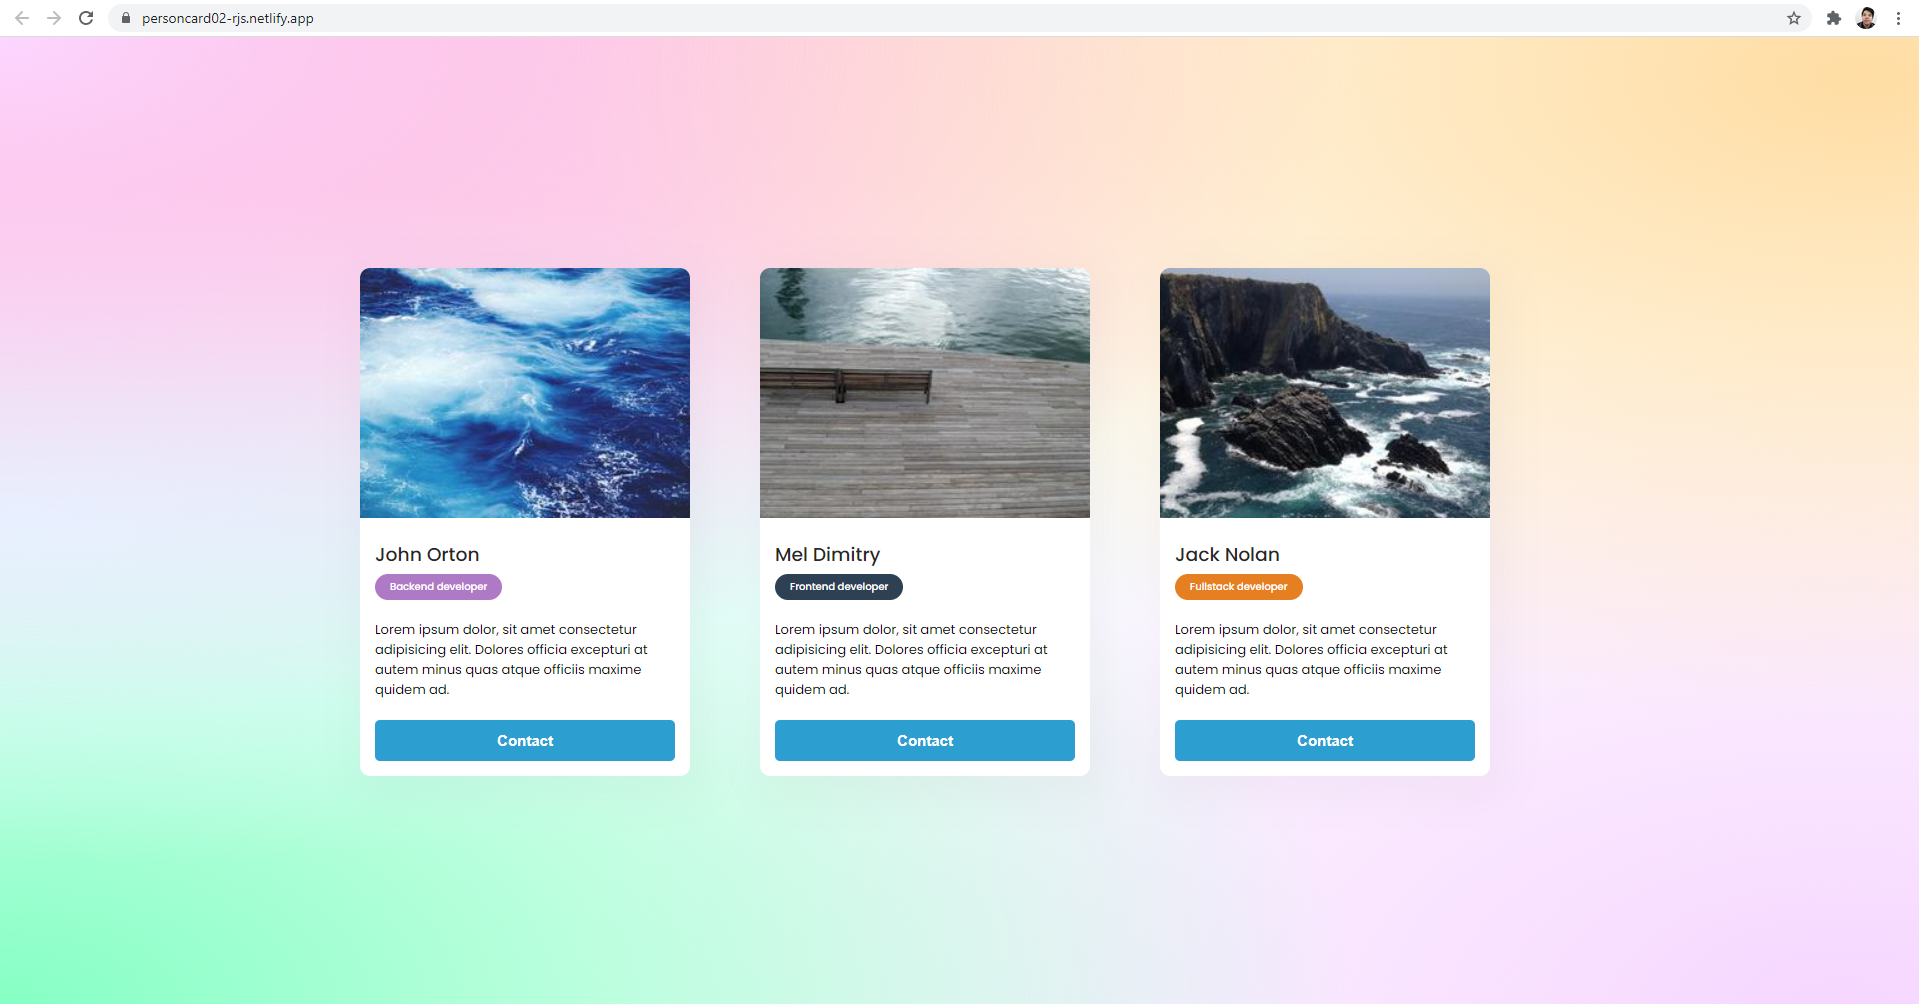 personcard02-rjs.netlify.app
John Orton
Backend developer
Lorem ipsum dolor, sit amet consectetur
adipisicing elit. Dolores officia excepturi at
autem minus quas atque officiis maxime
quidem ad.
Contact
Mel Dimitry
Frontend developer
Lorem ipsum dolor, sit amet consectetur
adipisicing elit. Dolores officia excepturi at
autem minus quas atque officiis maxime
quidem ad.
Contact
Jack Nolan
Fullstack developer
Lorem ipsum dolor, sit amet consectetur
adipisicing elit. Dolores officia excepturi at
autem minus quas atque officiis maxime
quidem ad.
Contact